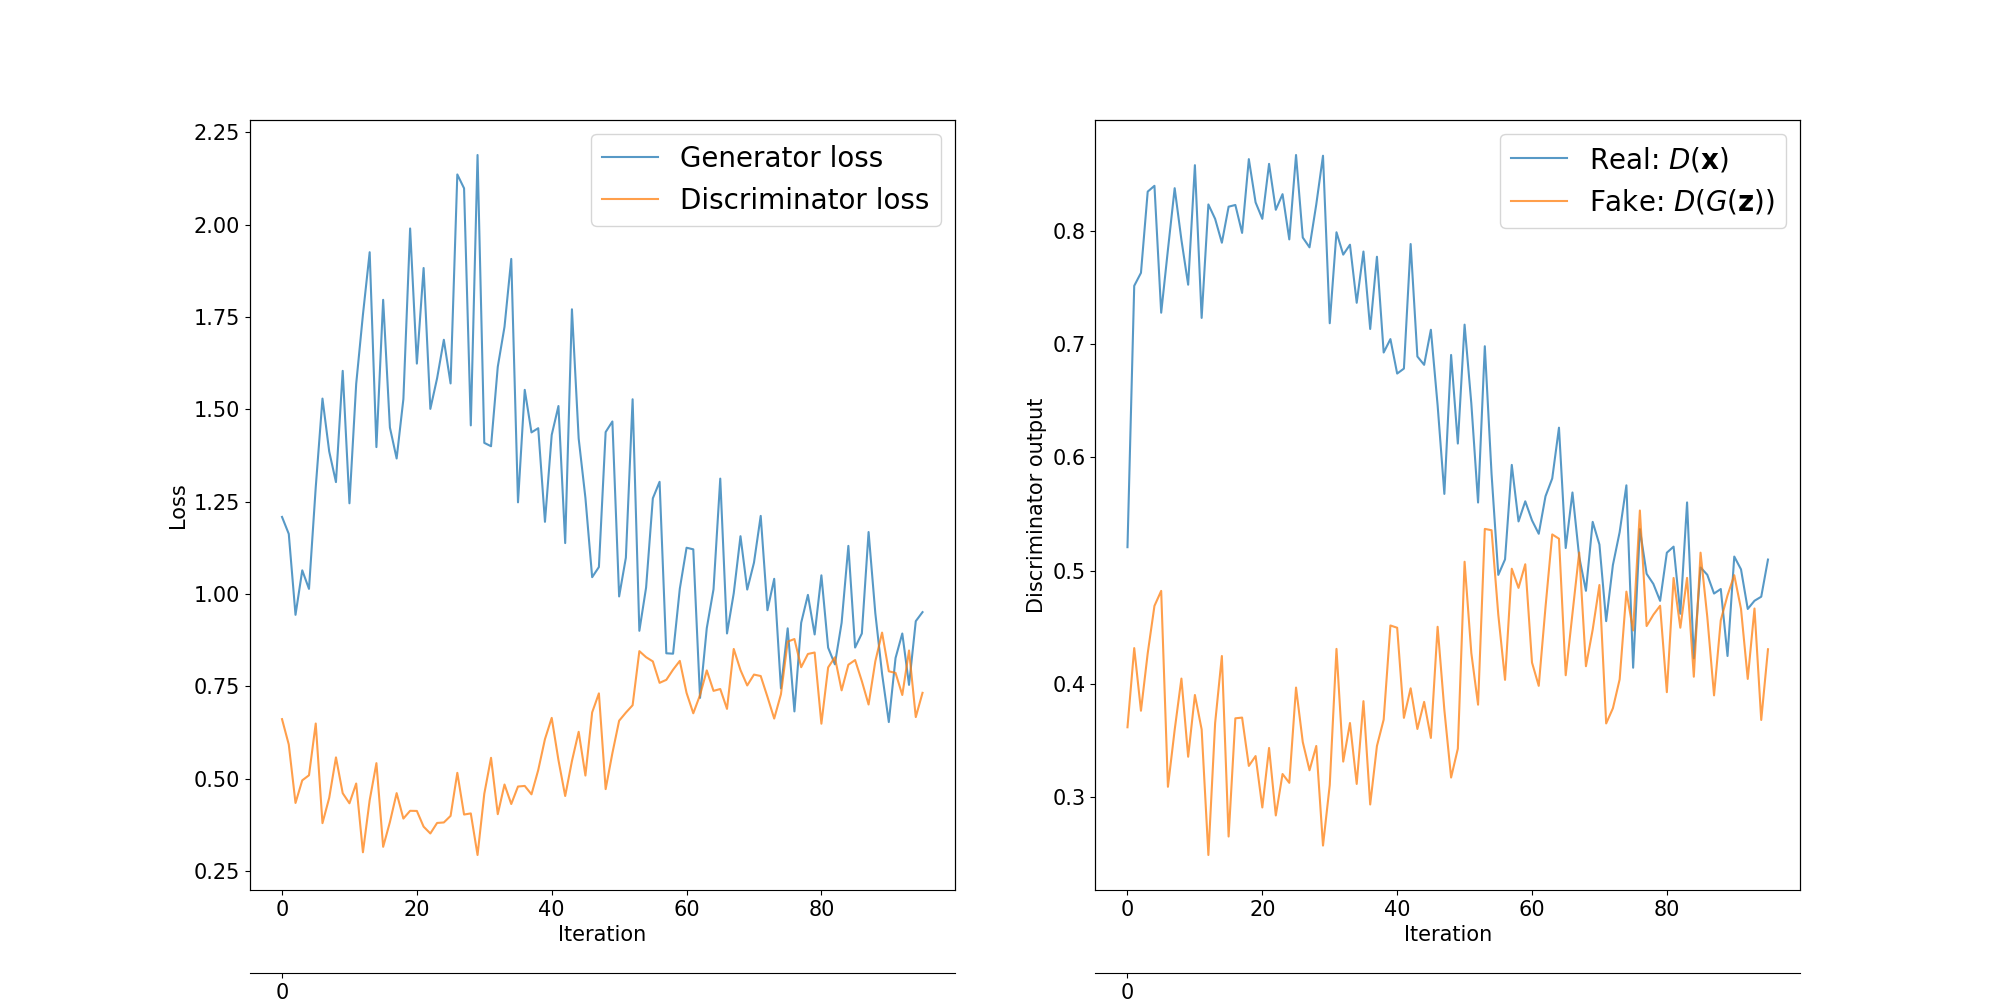 2.25
2.00
1.75
1.50
1.25
1.00
0.75
0.50
0.25
Loss
Generator loss
Discriminator loss
0 20 40 60 80
Iteration
0
0.8
0.7
0.6
0.5
0.4
0.3
Discriminator output
Real: D(x)
Fake: D(G(z))
0 20 40 60 80
Iteration
0